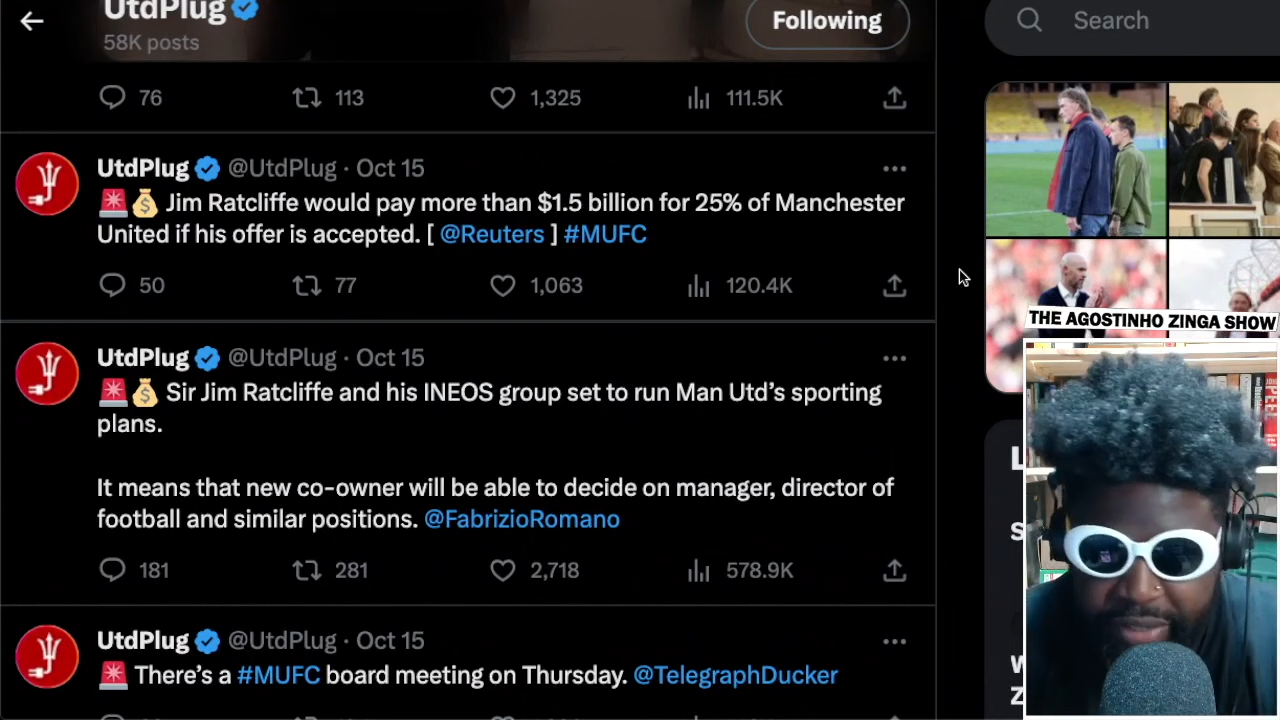 UtdPlug
58K posts
Following
Search
76 113 1,325 111.5K
UtdPlug @UtdPlug · Oct 15
🚨💰 Jim Ratcliffe would pay more than $1.5 billion for 25% of Manchester
United if his offer is accepted. [ @Reuters ] #MUFC
50 77 1,063 120.4K
THE AGOSTINHO ZINGA SHOW
UtdPlug @UtdPlug · Oct 15
🚨💰 Sir Jim Ratcliffe and his INEOS group set to run Man Utd’s sporting
plans.
It means that new co-owner will be able to decide on manager, director of
football and similar positions. @FabrizioRomano
181 281 2,718 578.9K
UtdPlug @UtdPlug · Oct 15
🚨 There’s a #MUFC board meeting on Thursday. @TelegraphDucker